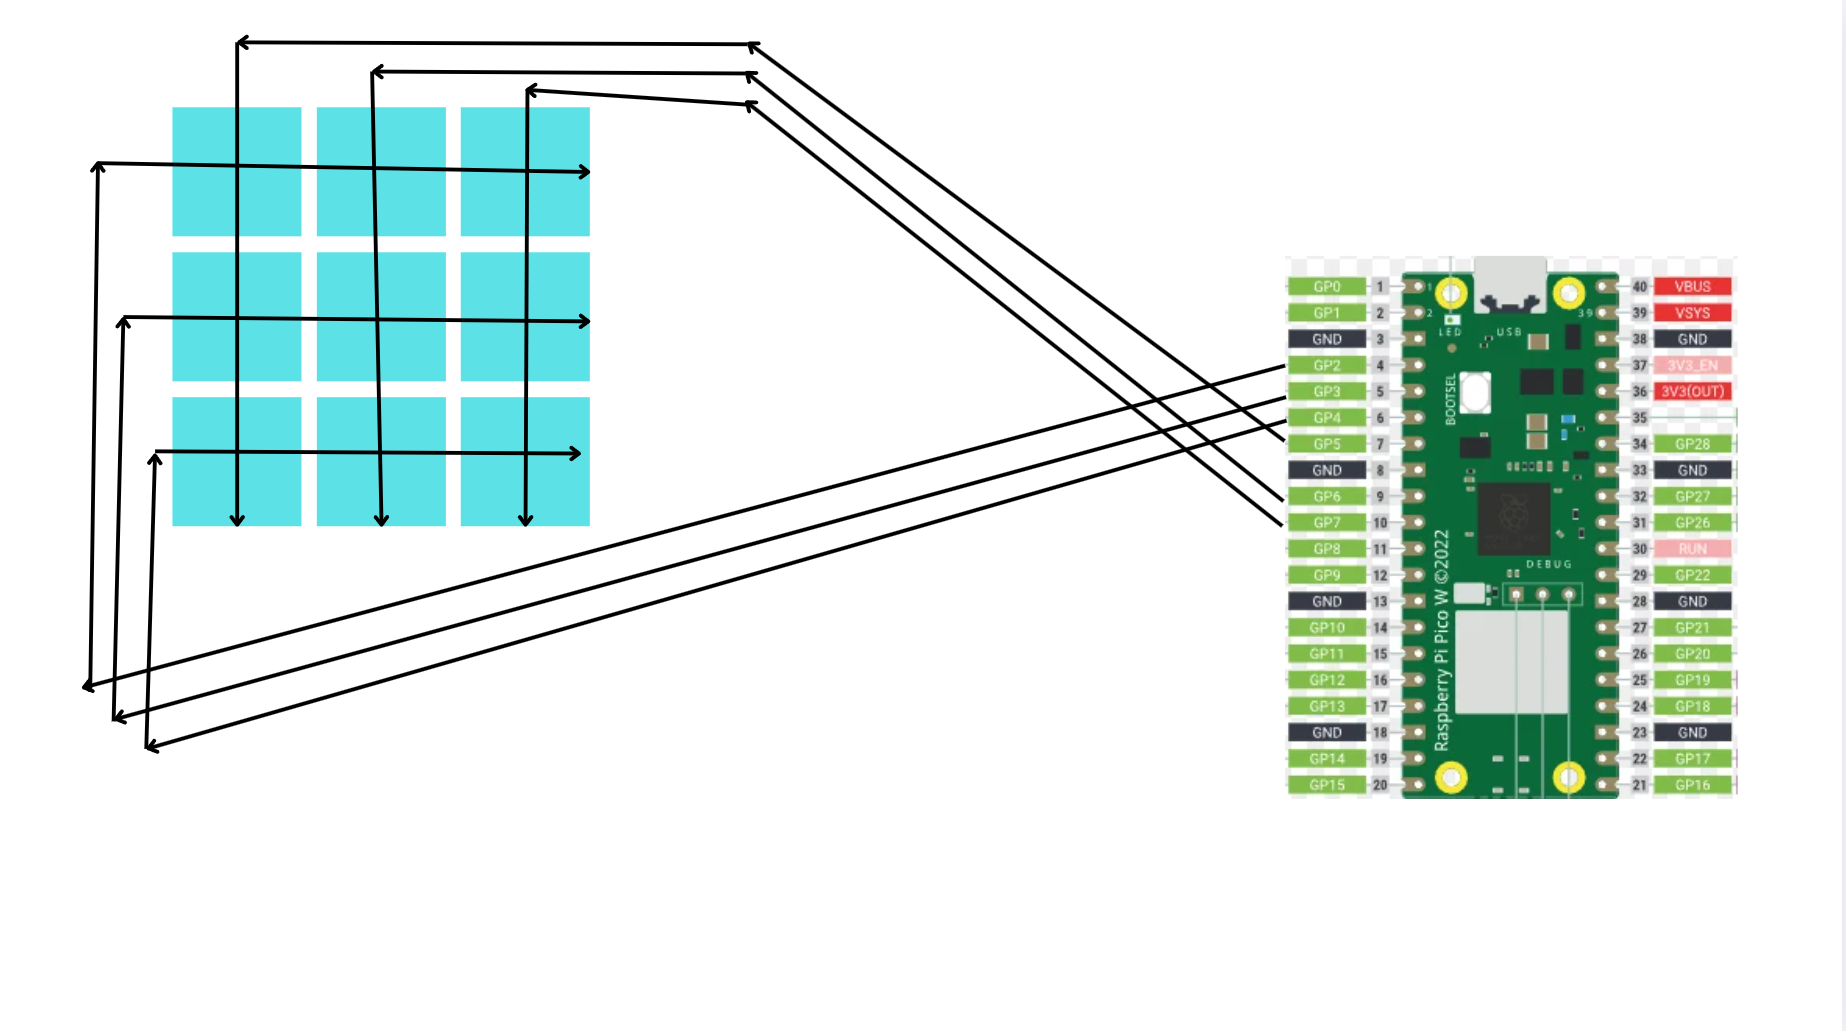 GP0 1 40 VBUS
GP1 2 39 VSYS
GND 3 38 GND
GP2 4 37 3V3_EN
GP3 5 36 3V3(OUT)
GP4 6 35
GP5 7 34 GP28
GND 8 33 GND
GP6 9 32 GP27
GP7 10 31 GP26
GP8 11 30 RUN
GP9 12 29 GP22
GND 13 28 GND
GP10 14 27 GP21
GP11 15 26 GP20
GP12 16 25 GP19
GP13 17 24 GP18
GND 18 23 GND
GP14 19 22 GP17
GP15 20 21 GP16
1
2
39
LED
USB
BOOTSEL
DEBUG
Raspberry Pi Pico W ©2022